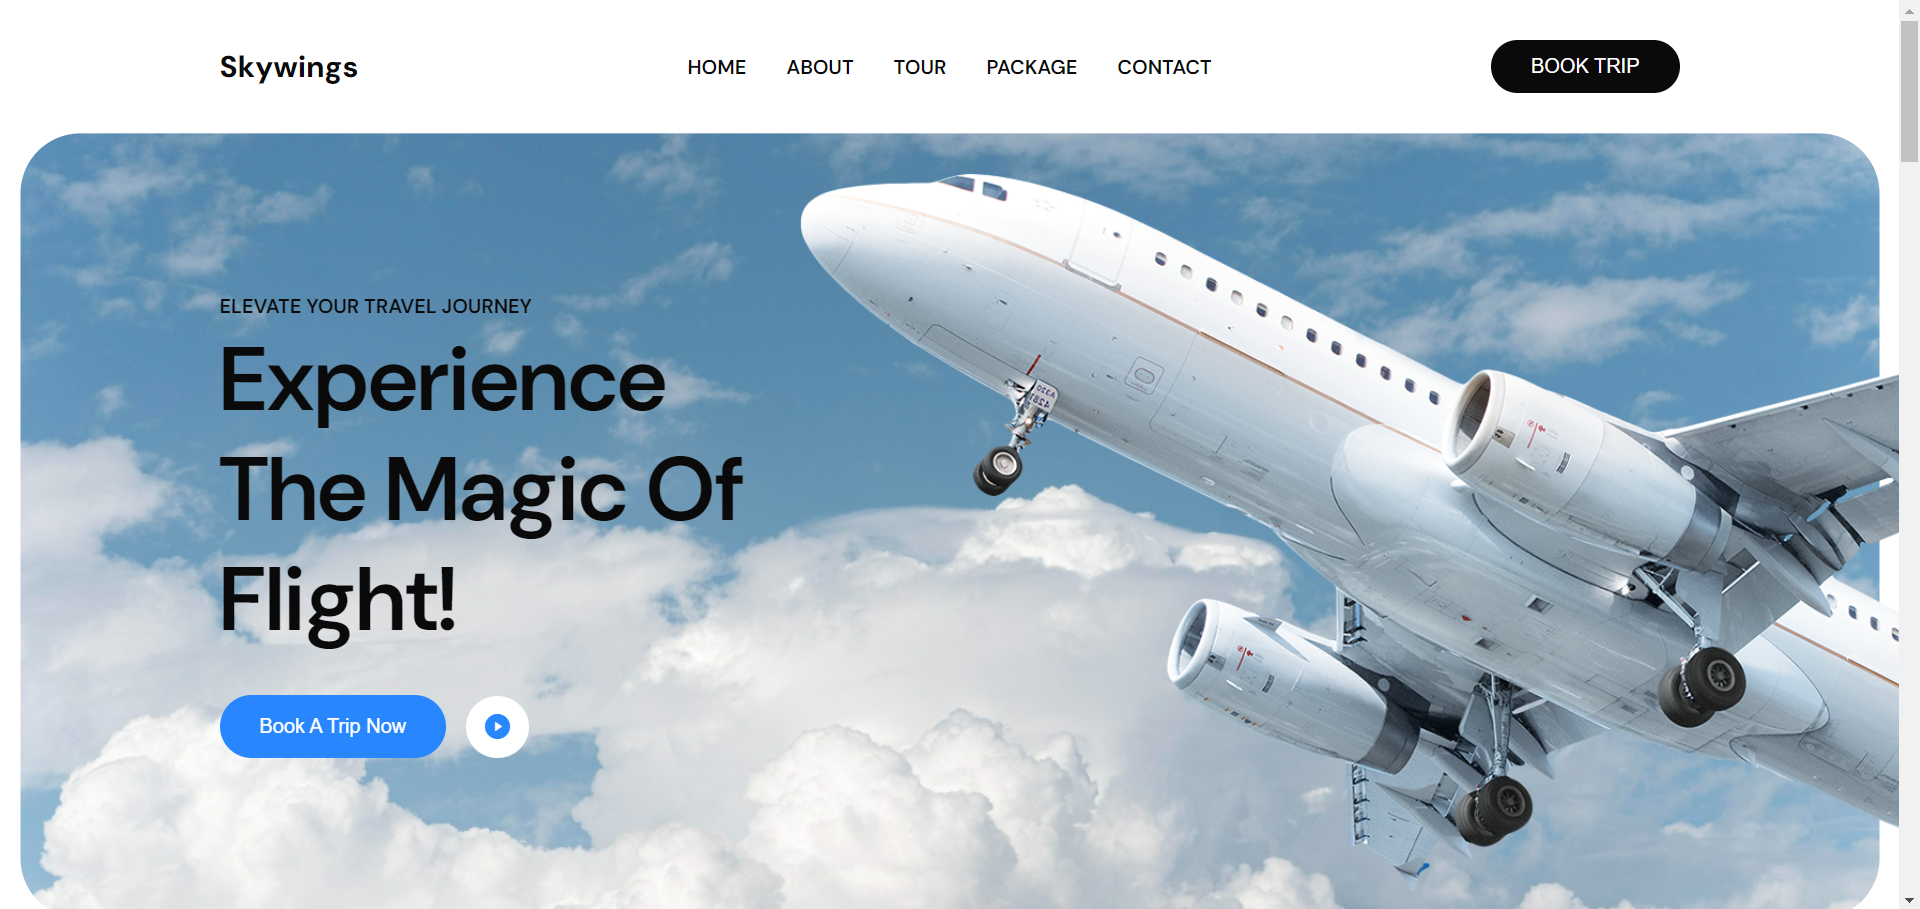 Skywings
HOME ABOUT TOUR PACKAGE CONTACT
BOOK TRIP
ELEVATE YOUR TRAVEL JOURNEY
Experience
The Magic Of
Flight!
Book A Trip Now